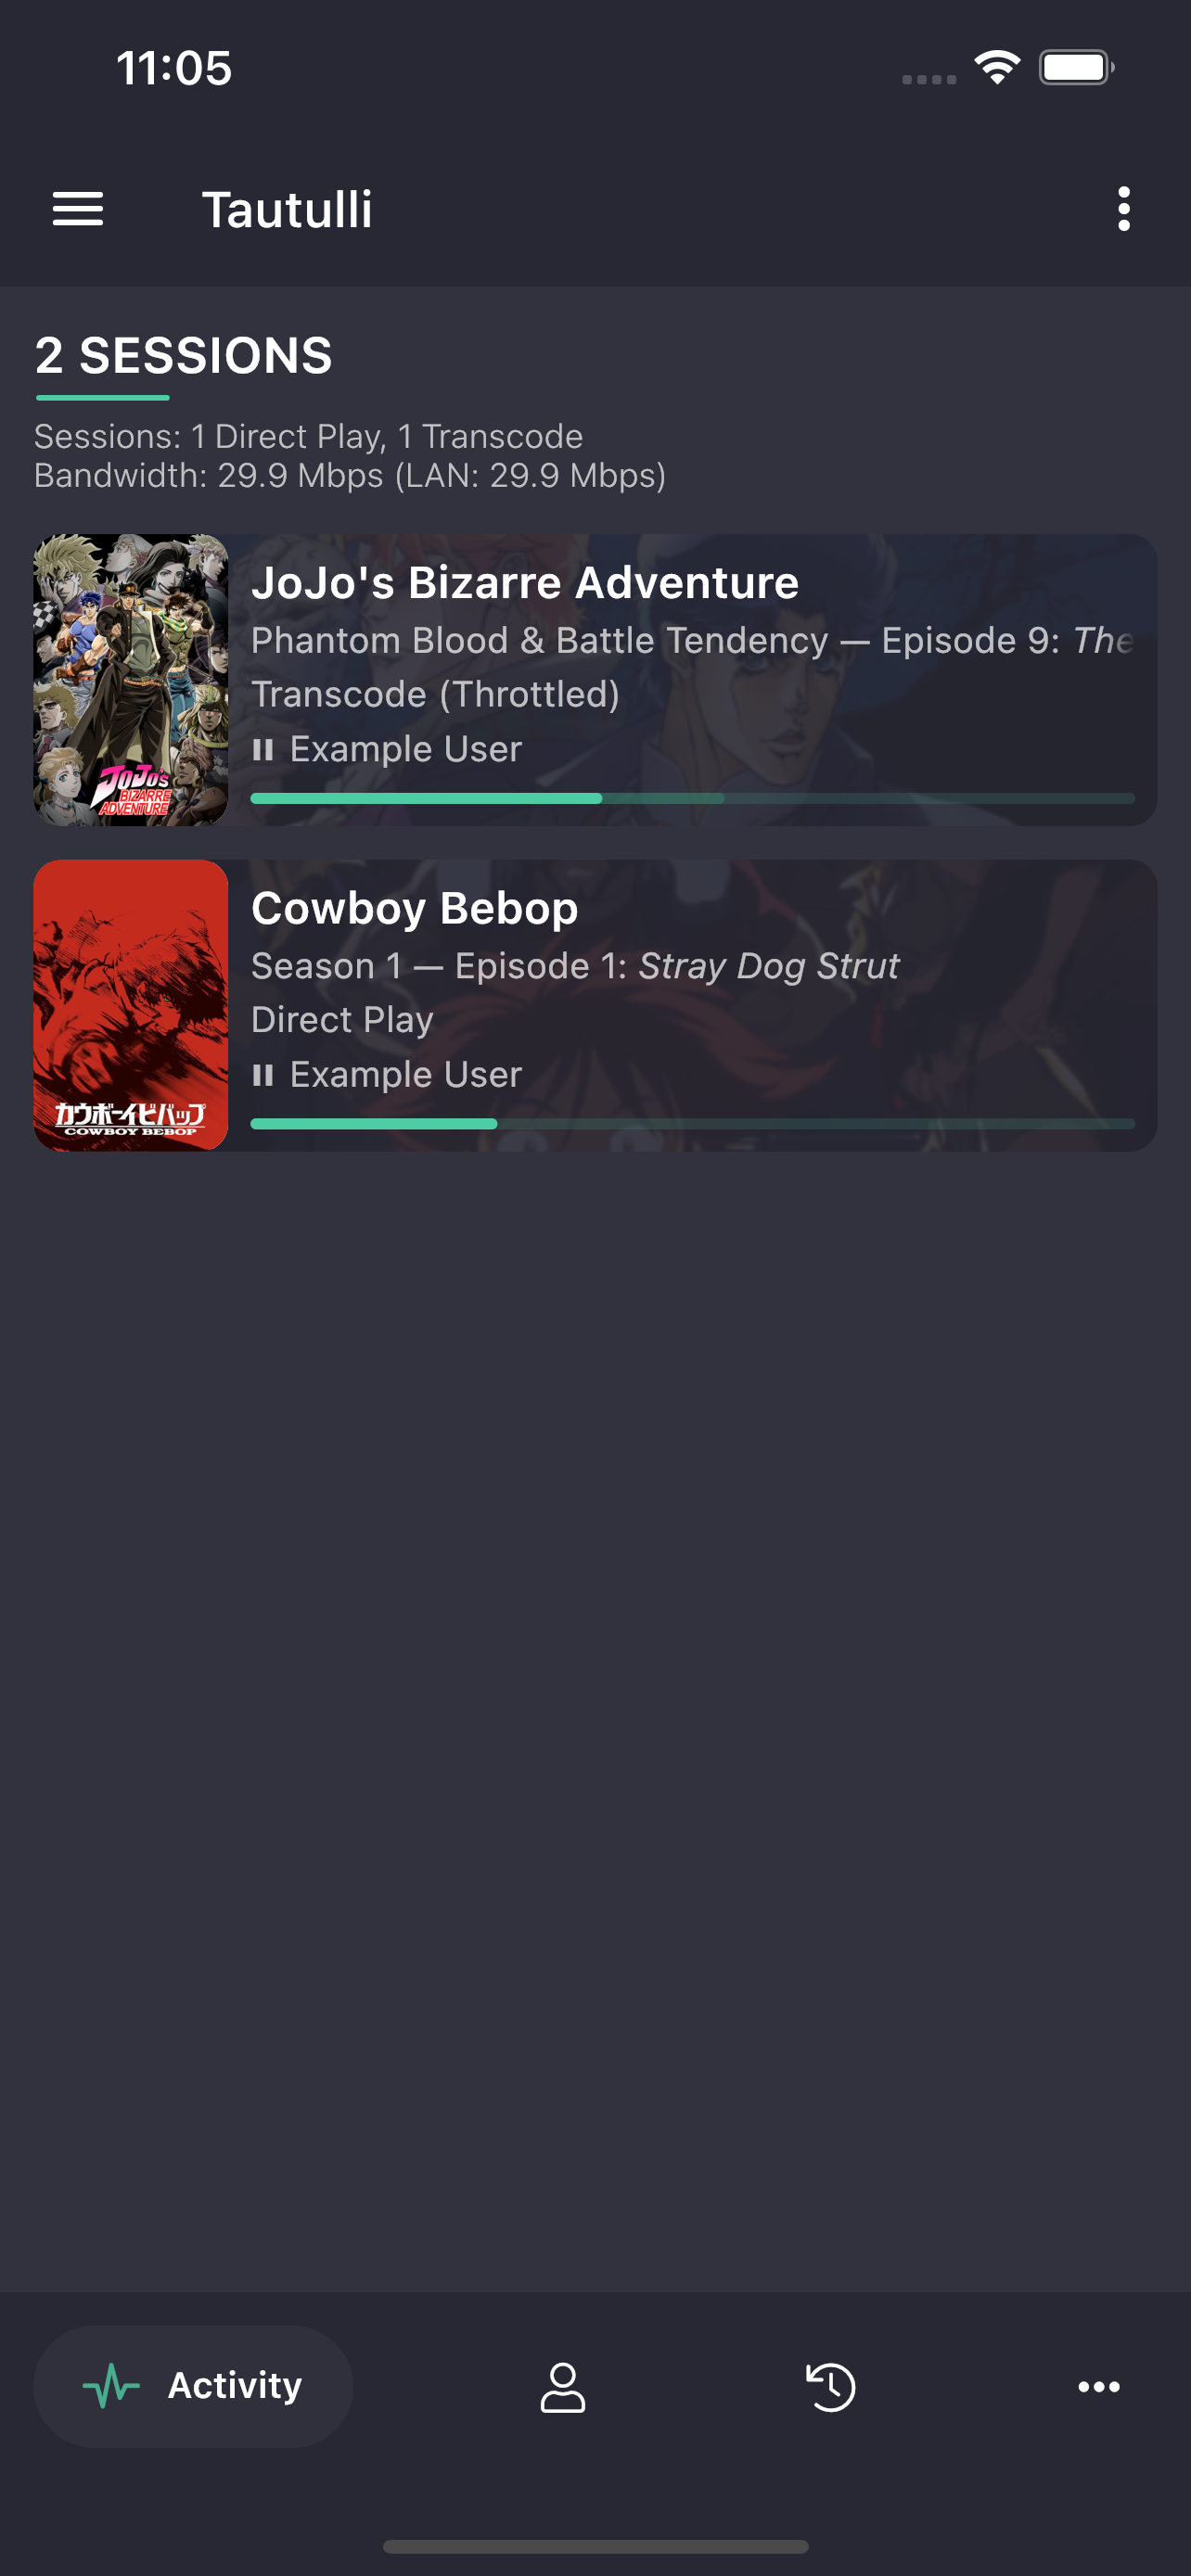 11:05
Tautulli
2 SESSIONS
Sessions: 1 Direct Play, 1 Transcode
Bandwidth: 29.9 Mbps (LAN: 29.9 Mbps)
JoJo's Bizarre Adventure
Phantom Blood & Battle Tendency — Episode 9: The
Transcode (Throttled)
Example User
JOJO'S
BIZARRE
ADVENTURE
Cowboy Bebop
Season 1 — Episode 1: Stray Dog Strut
Direct Play
Example User
カウボーイビバップ
COWBOY BEBOP
Activity